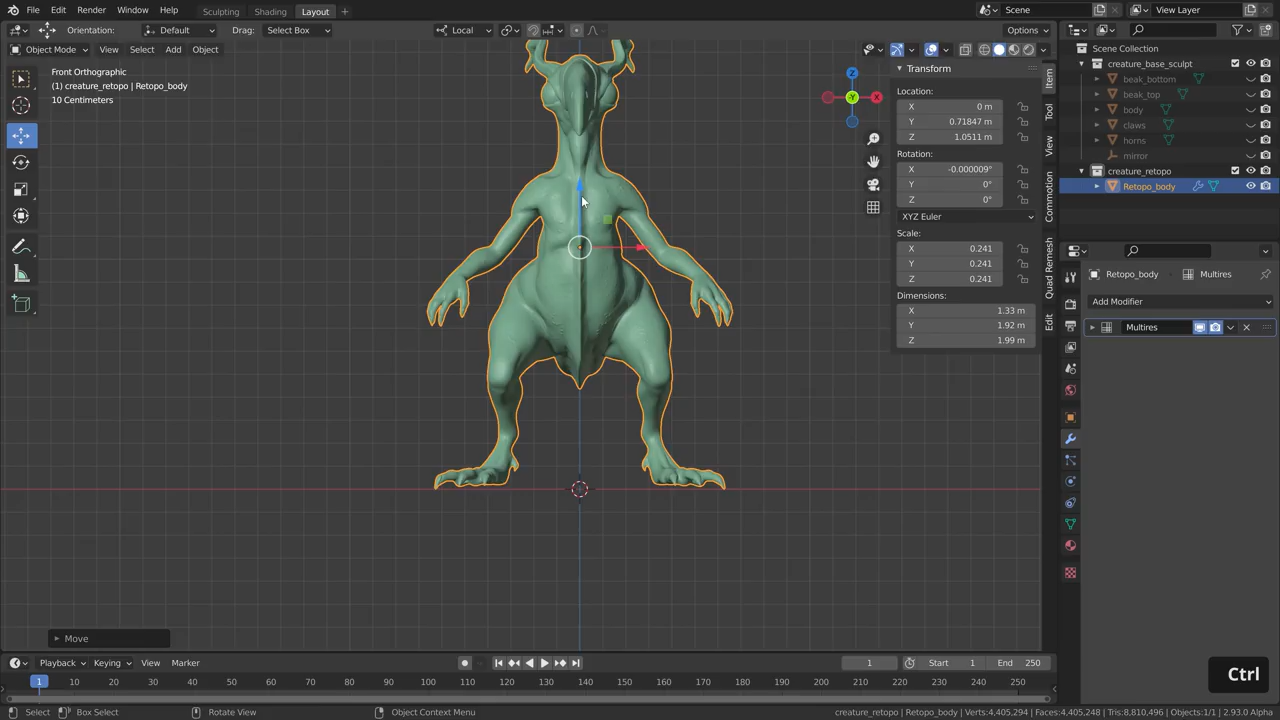 File Edit Render Window Help Sculpting Shading Layout + Scene View Layer
Orientation: Default Drag: Select Box Local Options
Object Mode View Select Add Object
Front Orthographic
(1) creature_retopo | Retopo_body
10 Centimeters
Z
Y
X
Transform
Location:
X 0 m
Y 0.71847 m
Z 1.0511 m
Rotation:
X -0.000009°
Y 0°
Z 0°
XYZ Euler
Scale:
X 0.241
Y 0.241
Z 0.241
Dimensions:
X 1.33 m
Y 1.92 m
Z 1.99 m
Item
Tool
View
Commotion
Quad Remesh
Edit
Scene Collection
creature_base_sculpt
beak_bottom
beak_top
body
claws
horns
mirror
creature_retopo
Retopo_body
Retopo_body Multires
Add Modifier
Multires
Move
Ctrl
Playback Keying View Marker 1 Start 1 End 250
1 10 20 30 40 50 60 70 80 90 100 110 120 130 140 150 160 170 180 190 200 210 220 230 240 250
Select Box Select Rotate View Object Context Menu creature_retopo | Retopo_body | Verts:4,405,294 | Faces:4,405,248 | Tris:8,810,496 | Objects:1/1 | 2.93.0 Alpha